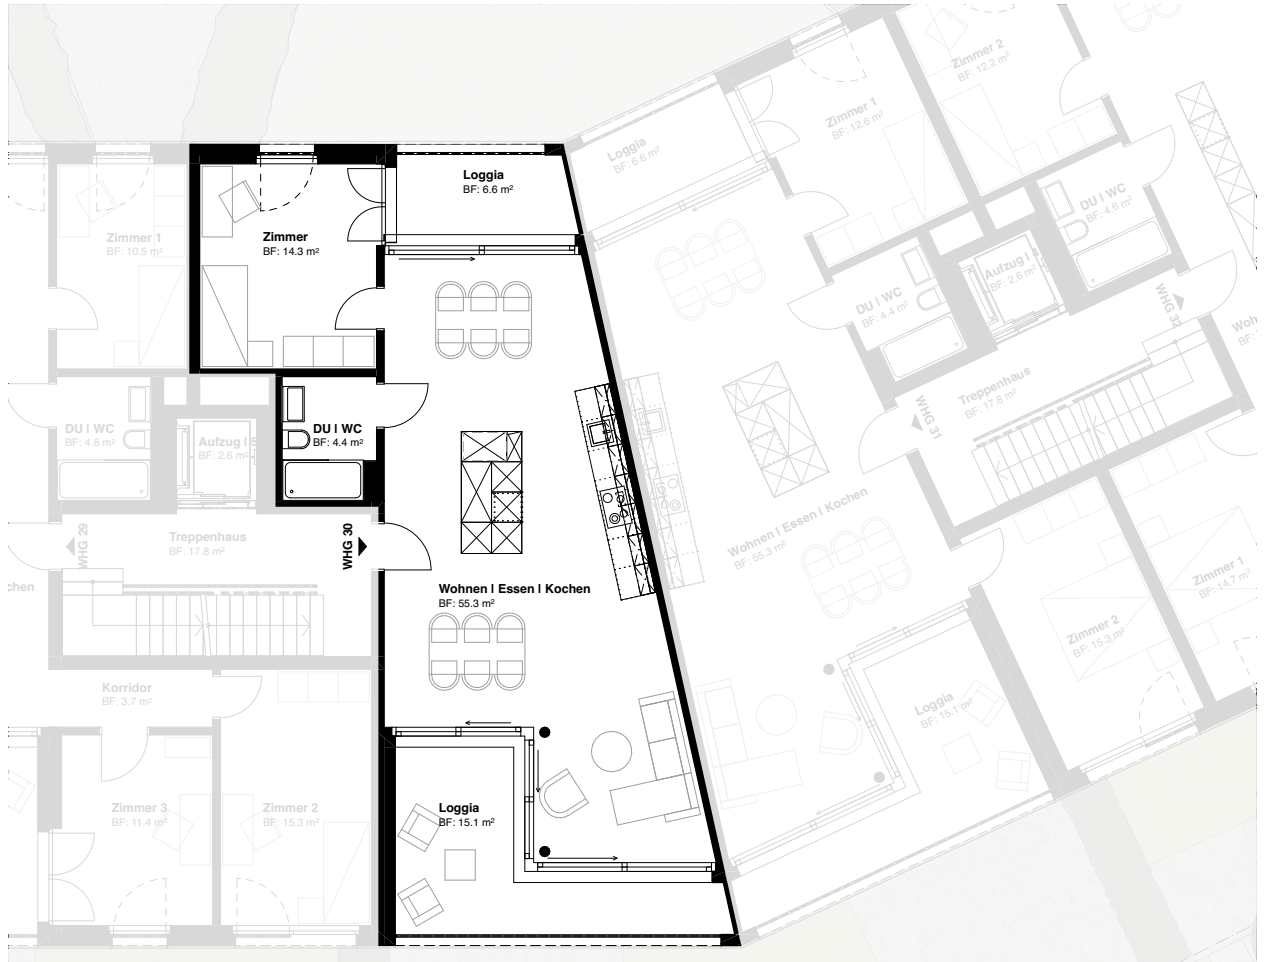 Zimmer 2
BF: 12.2 m²
Zimmer 1
BF: 12.6 m²
Loggia
BF: 6.6 m²
Loggia
BF: 6.6 m²
DU I WC
BF: 4.6 m²
Zimmer 1
BF: 10.5 m²
Zimmer
BF: 14.3 m²
Aufzug I
BF: 2.6 m²
DU I WC
BF: 4.4 m²
WHG 32
Woh
BF:
Treppenhaus
BF: 17.8 m²
WHG 31
DU I WC
BF: 4.6 m²
Aufzug I 5
BF: 2.6 m²
DU I WC
BF: 4.4 m²
WHG 29
Treppenhaus
BF: 17.8 m²
WHG 30
Wohnen I Essen I Kochen
BF: 55.3 m²
chen
Wohnen I Essen I Kochen
BF: 55.3 m²
Zimmer 1
BF: 14.7 m²
Zimmer 2
BF: 15.3 m²
Korridor
BF: 3.7 m²
Loggia
BF: 15.1 m²
Zimmer 3
BF: 11.4 m²
Zimmer 2
BF: 15.3 m²
Loggia
BF: 15.1 m²